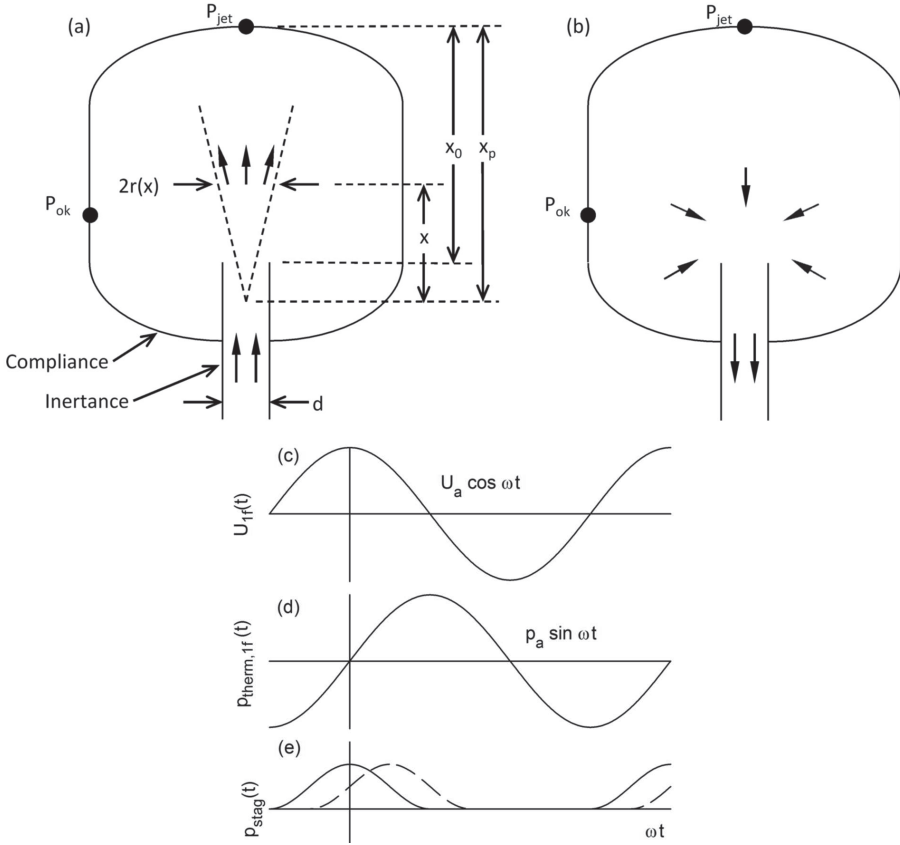 (a)
P_jet
P_ok
2r(x)
x_0
x_p
x
Compliance
Inertance
d
(b)
P_jet
P_ok
(c)
U_1f(t)
U_a cos ωt
(d)
p_therm,1f(t)
p_a sin ωt
(e)
p_stag(t)
ωt